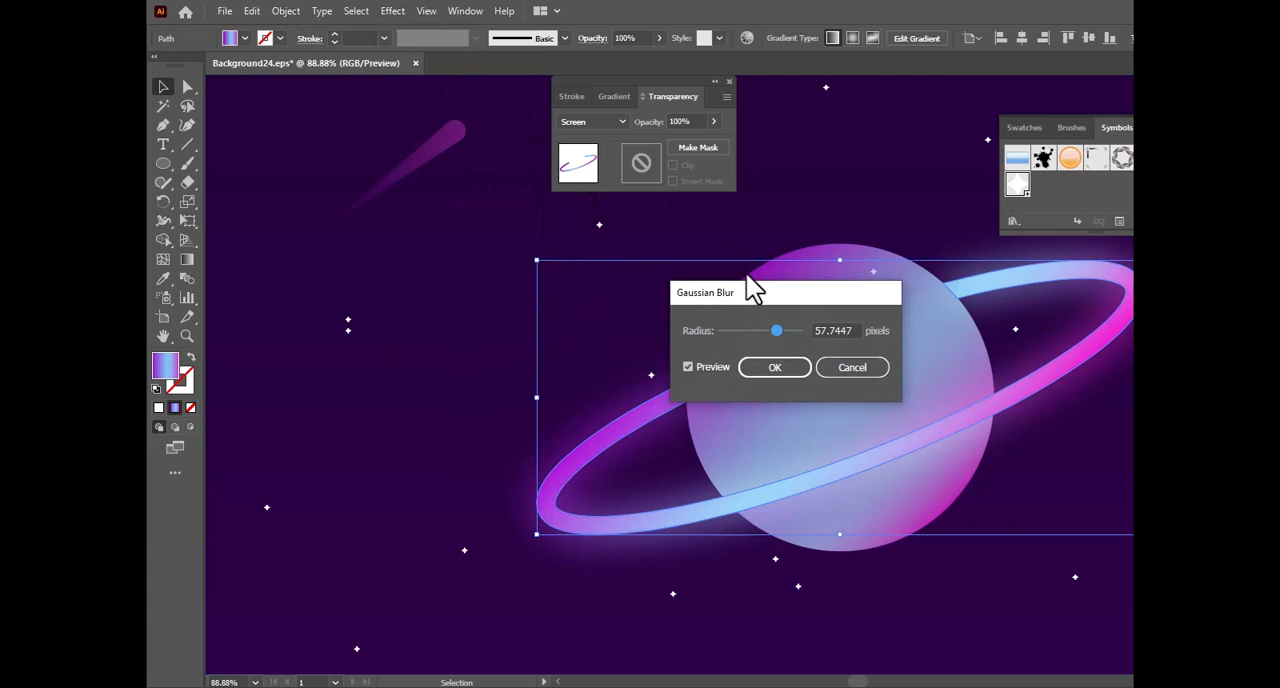 Ai File Edit Object Type Select Effect View Window Help
Path Stroke: Basic Opacity: 100% Style: Gradient Type: Edit Gradient
Background24.eps* @ 88.88% (RGB/Preview)
Stroke Gradient Transparency
Screen Opacity: 100%
Make Mask
Clip
Invert Mask
Swatches Brushes Symbols
Gaussian Blur
Radius: 57.7447 pixels
Preview OK Cancel
88.88% 1 Selection